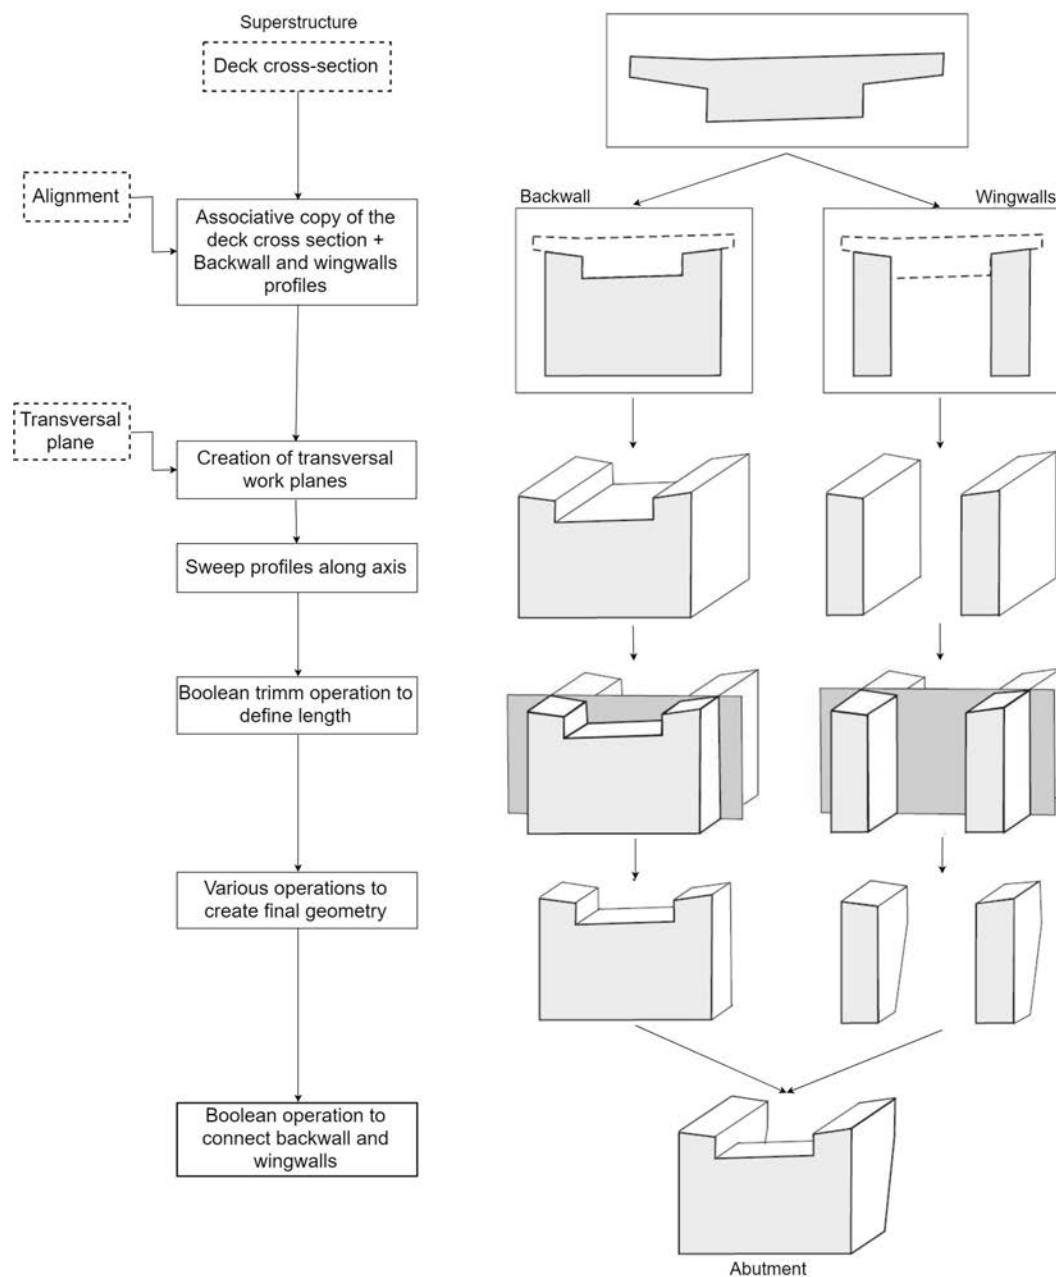 Superstructure
Deck cross-section
Alignment
Associative copy of the
deck cross section +
Backwall and wingwalls
profiles
Backwall
Wingwalls
Transversal
plane
Creation of transversal
work planes
Sweep profiles along axis
Boolean trimm operation to
define length
Various operations to
create final geometry
Boolean operation to
connect backwall and
wingwalls
Abutment